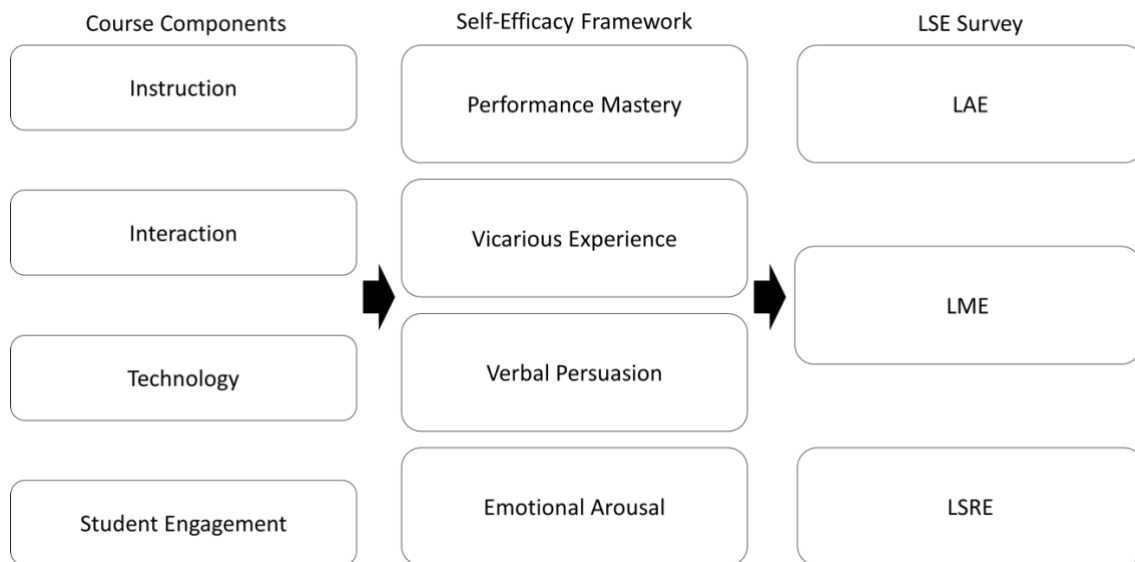 Course Components
Instruction
Interaction
Technology
Student Engagement
Self-Efficacy Framework
Performance Mastery
Vicarious Experience
Verbal Persuasion
Emotional Arousal
LSE Survey
LAE
LME
LSRE